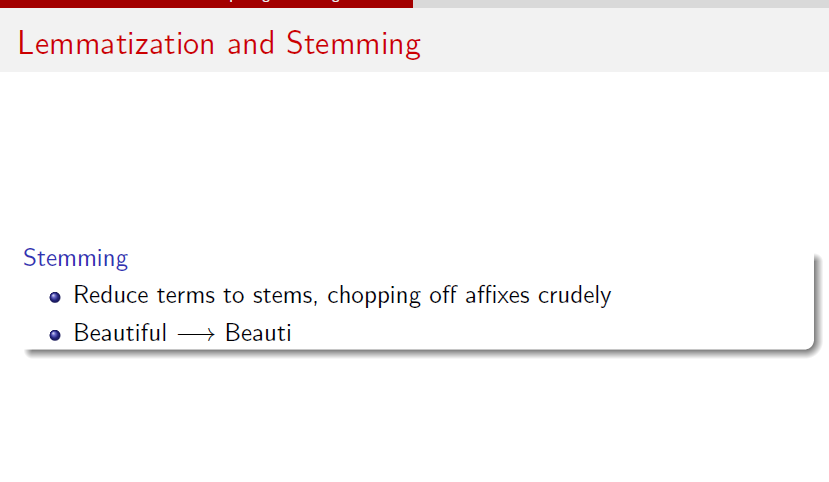 Lemmatization and Stemming
Stemming
Reduce terms to stems, chopping off affixes crudely
Beautiful ⟶ Beauti